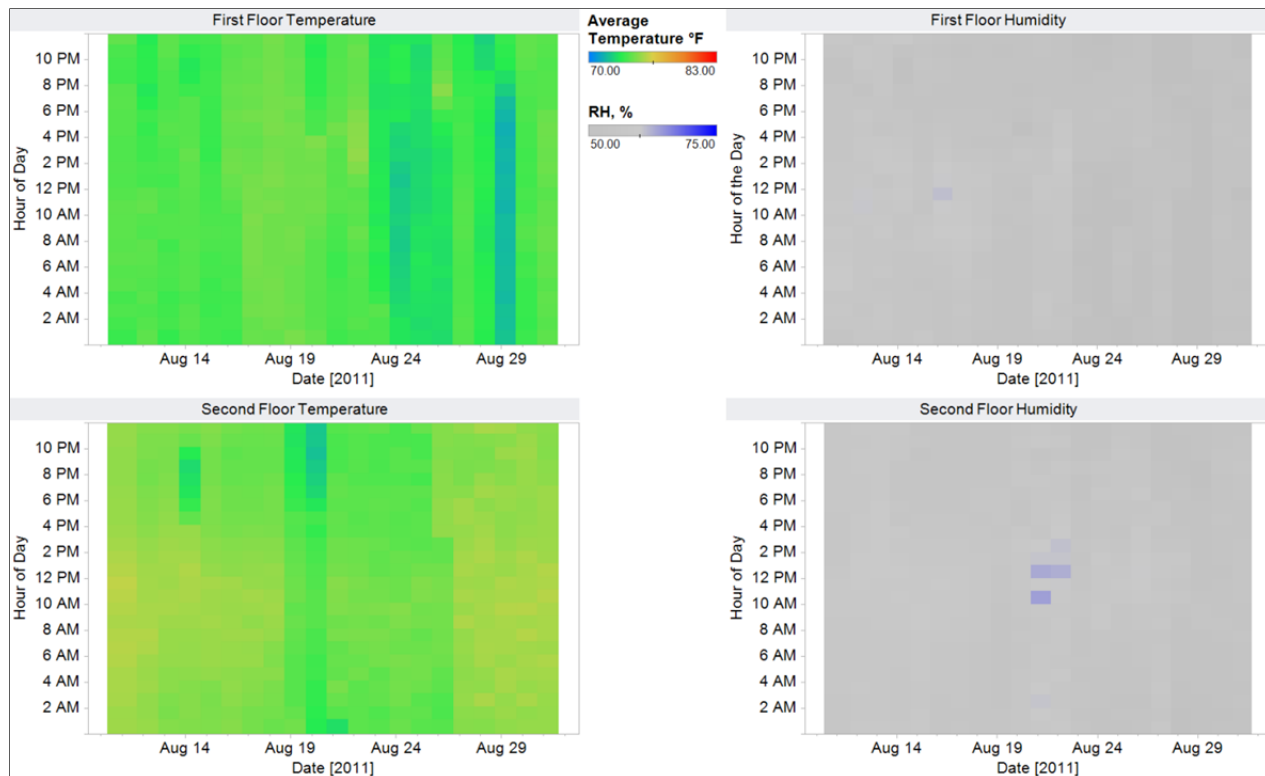 First Floor Temperature
Average
Temperature °F
70.00 83.00
RH, %
50.00 75.00
First Floor Humidity
Hour of Day
10 PM
8 PM
6 PM
4 PM
2 PM
12 PM
10 AM
8 AM
6 AM
4 AM
2 AM
Aug 14 Aug 19 Aug 24 Aug 29
Date [2011]
Hour of the Day
10 PM
8 PM
6 PM
4 PM
2 PM
12 PM
10 AM
8 AM
6 AM
4 AM
2 AM
Aug 14 Aug 19 Aug 24 Aug 29
Date [2011]
Second Floor Temperature
Hour of Day
10 PM
8 PM
6 PM
4 PM
2 PM
12 PM
10 AM
8 AM
6 AM
4 AM
2 AM
Aug 14 Aug 19 Aug 24 Aug 29
Date [2011]
Second Floor Humidity
Hour of Day
10 PM
8 PM
6 PM
4 PM
2 PM
12 PM
10 AM
8 AM
6 AM
4 AM
2 AM
Aug 14 Aug 19 Aug 24 Aug 29
Date [2011]